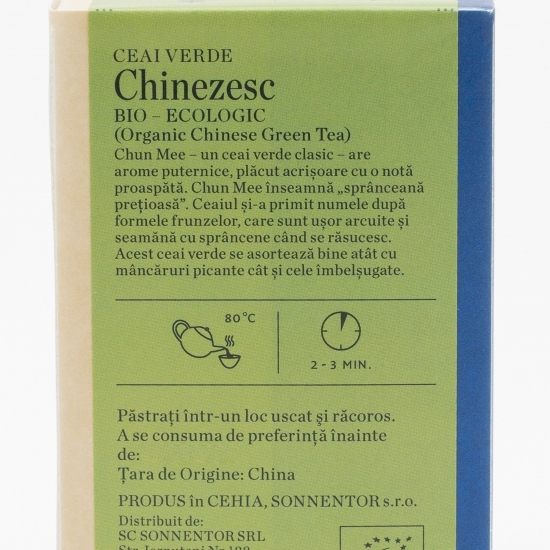 CEAI VERDE
Chinezesc
BIO – ECOLOGIC
(Organic Chinese Green Tea)
Chun Mee – un ceai verde clasic – are
arome puternice, plăcut acrișoare cu o notă
proaspătă. Chun Mee înseamnă „sprânceană
prețioasă”. Ceaiul și-a primit numele după
formele frunzelor, care sunt ușor arcuite și
seamănă cu sprâncene când se răsucesc.
Acest ceai verde se asortează bine atât cu
mâncăruri picante cât și cele îmbelșugate.
80 °C
2 - 3 MIN.
Păstrați într-un loc uscat şi răcoros.
A se consuma de preferință înainte
de:
Țara de Origine: China
PRODUS în CEHIA, SONNENTOR s.r.o.
Distribuit de:
SC SONNENTOR SRL